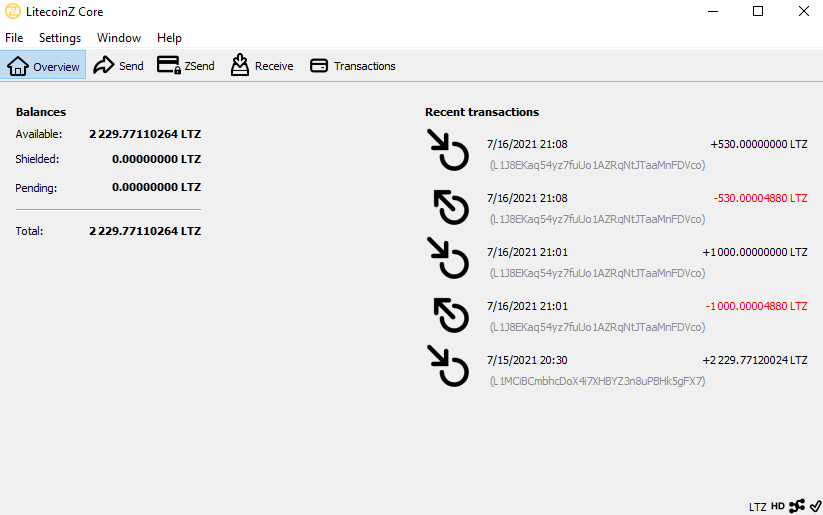 LitecoinZ Core
File Settings Window Help
Overview Send ZSend Receive Transactions
Balances
Available: 2 229.77110264 LTZ
Shielded: 0.00000000 LTZ
Pending: 0.00000000 LTZ
Total: 2 229.77110264 LTZ
Recent transactions
7/16/2021 21:08 +530.00000000 LTZ
(L1J8EKaq54yz7fuUo1AZRqNtJTaaMnFDVco)
7/16/2021 21:08 -530.00004880 LTZ
(L1J8EKaq54yz7fuUo1AZRqNtJTaaMnFDVco)
7/16/2021 21:01 +1 000.00000000 LTZ
(L1J8EKaq54yz7fuUo1AZRqNtJTaaMnFDVco)
7/16/2021 21:01 -1 000.00004880 LTZ
(L1J8EKaq54yz7fuUo1AZRqNtJTaaMnFDVco)
7/15/2021 20:30 +2 229.77120024 LTZ
(L1MCiBCmbhcDoX4i7XHBYZ3n8uPBHk5gFX7)
LTZ HD